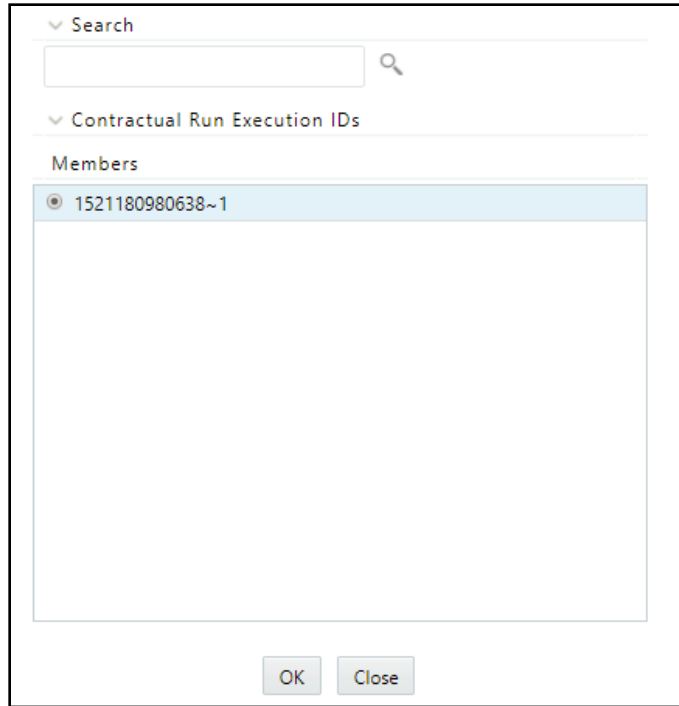 Search
Contractual Run Execution IDs
Members
1521180980638~1
OK Close